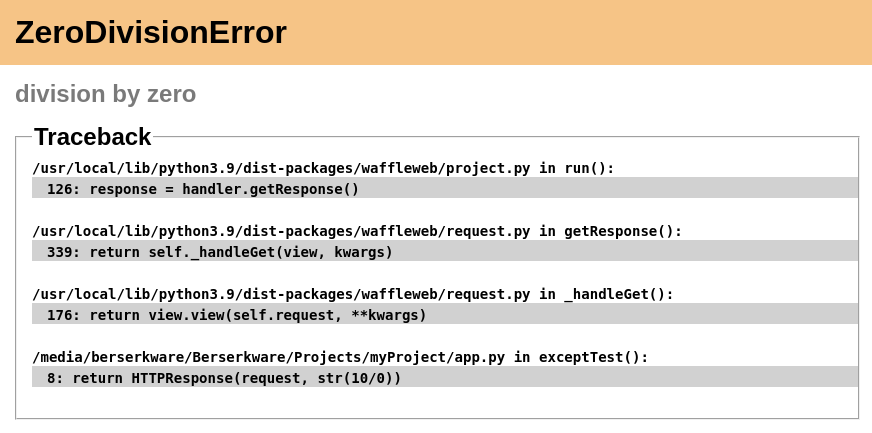 ZeroDivisionError
division by zero
Traceback
/usr/local/lib/python3.9/dist-packages/waffleweb/project.py in run():
126: response = handler.getResponse()
/usr/local/lib/python3.9/dist-packages/waffleweb/request.py in getResponse():
339: return self._handleGet(view, kwargs)
/usr/local/lib/python3.9/dist-packages/waffleweb/request.py in _handleGet():
176: return view.view(self.request, **kwargs)
/media/berserkware/Berserkware/Projects/myProject/app.py in exceptTest():
8: return HTTPResponse(request, str(10/0))